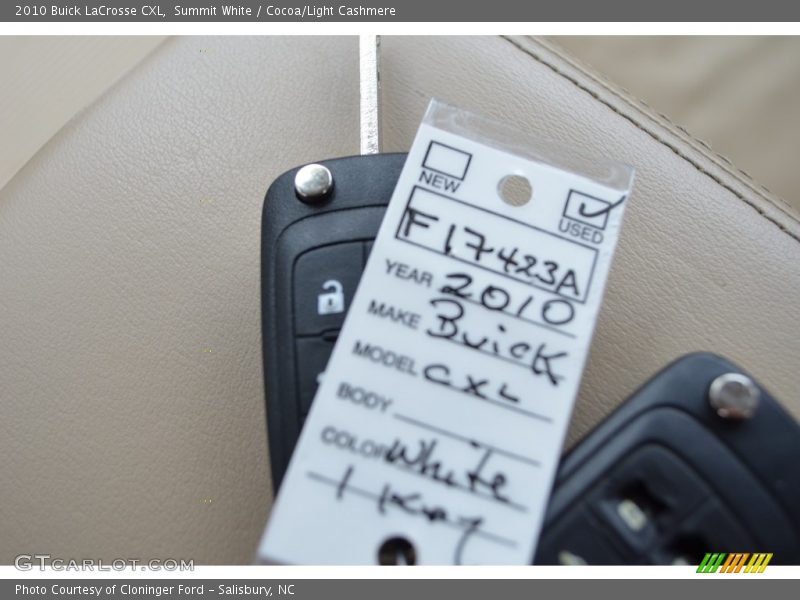 2010 Buick LaCrosse CXL, Summit White / Cocoa/Light Cashmere
NEW
USED
F17423A
YEAR 2010
MAKE Buick
MODEL CXL
BODY
COLOR White
1 Key
GTCARLOT.COM
Photo Courtesy of Cloninger Ford - Salisbury, NC